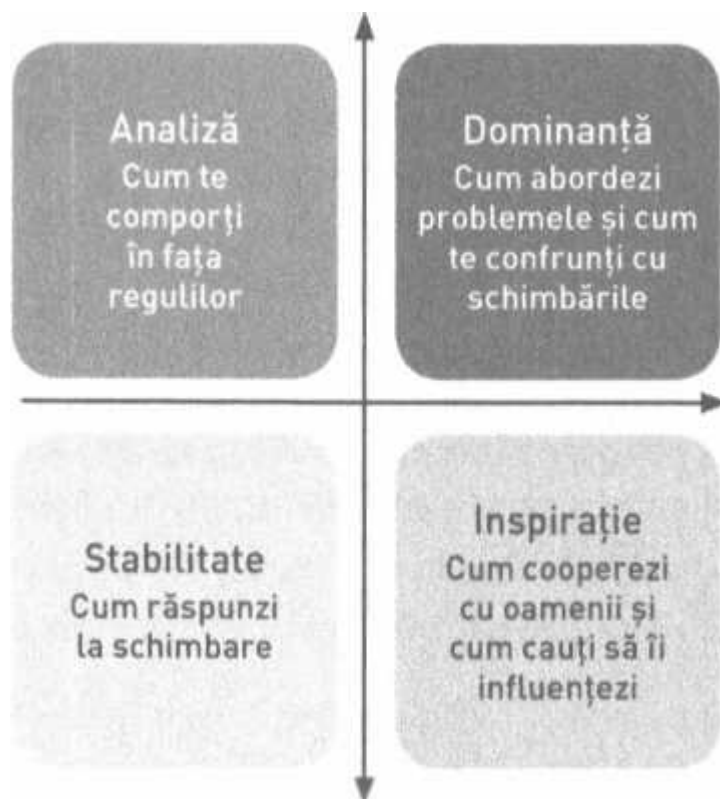 Analiză
Cum te
comporți
în fața
regulilor
Dominanță
Cum abordezi
problemele și cum
te confrunți cu
schimbările
Stabilitate
Cum răspunzi
la schimbare
Inspirație
Cum cooperezi
cu oamenii și
cum cauți să îi
influențezi